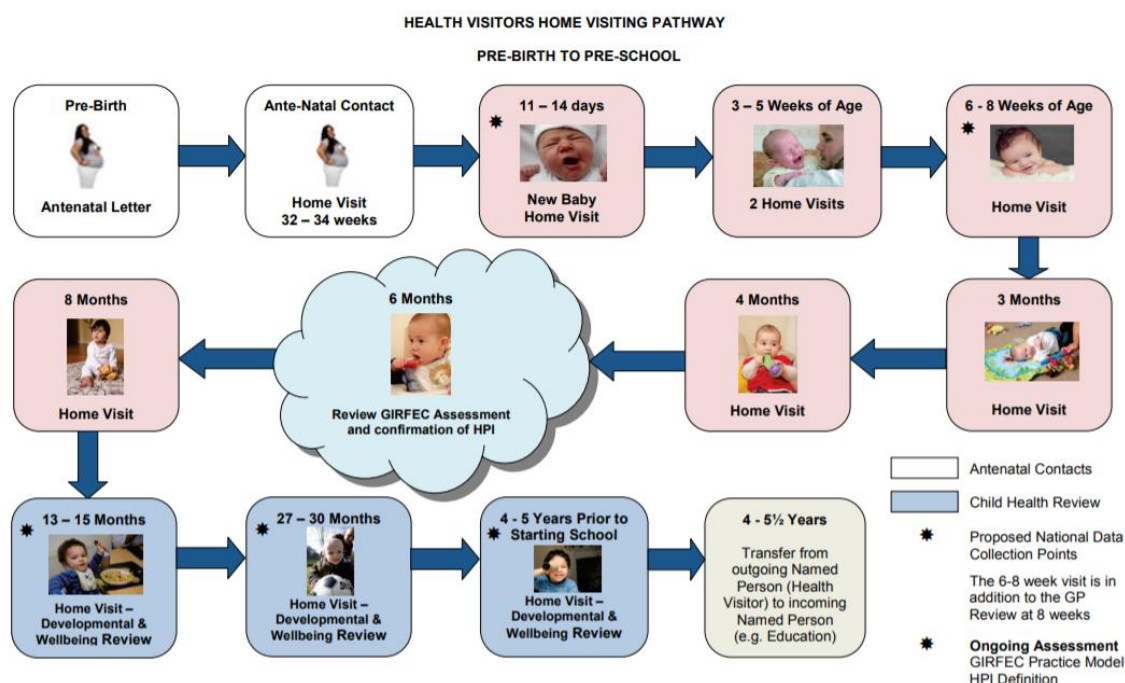 HEALTH VISITORS HOME VISITING PATHWAY
PRE-BIRTH TO PRE-SCHOOL
Pre-Birth
Antenatal Letter
Ante-Natal Contact
Home Visit
32 – 34 weeks
11 – 14 days
New Baby
Home Visit
3 – 5 Weeks of Age
2 Home Visits
6 - 8 Weeks of Age
Home Visit
3 Months
Home Visit
4 Months
Home Visit
6 Months
Review GIRFEC Assessment
and confirmation of HPI
8 Months
Home Visit
13 – 15 Months
Home Visit –
Developmental &
Wellbeing Review
27 – 30 Months
Home Visit –
Developmental &
Wellbeing Review
4 - 5 Years Prior to
Starting School
Home Visit –
Developmental &
Wellbeing Review
4 - 5½ Years
Transfer from
outgoing Named
Person (Health
Visitor) to incoming
Named Person
(e.g. Education)
Antenatal Contacts
Child Health Review
Proposed National Data
Collection Points
The 6-8 week visit is in
addition to the GP
Review at 8 weeks
Ongoing Assessment
GIRFEC Practice Model
HPI Definition